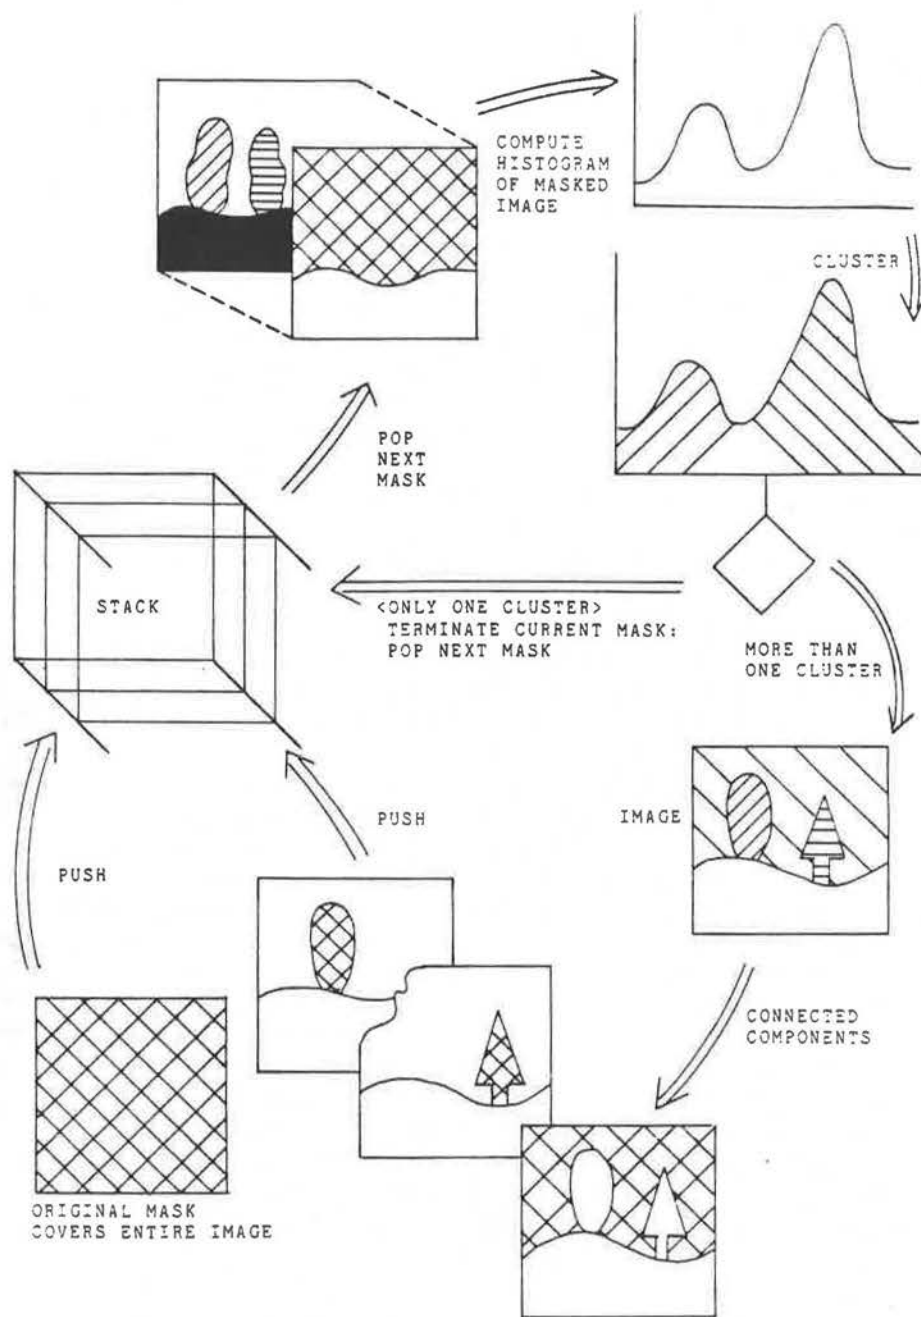 COMPUTE
HISTOGRAM
OF MASKED
IMAGE
CLUSTER
POP
NEXT
MASK
STACK
<ONLY ONE CLUSTER>
TERMINATE CURRENT MASK:
POP NEXT MASK
MORE THAN
ONE CLUSTER
IMAGE
PUSH
PUSH
CONNECTED
COMPONENTS
ORIGINAL MASK
COVERS ENTIRE IMAGE